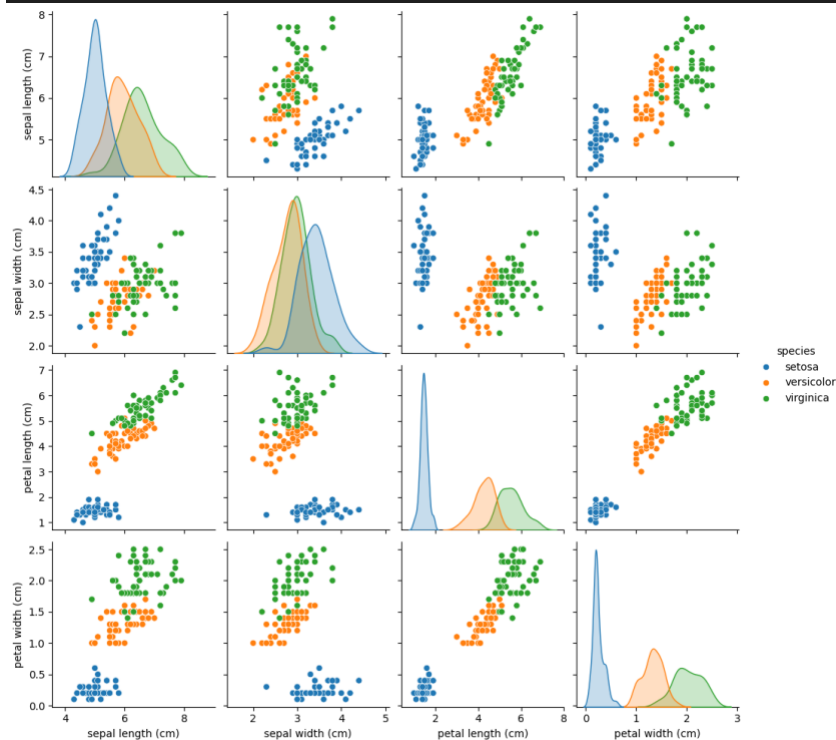 8
7
6
5
sepal length (cm)
4.5
4.0
3.5
3.0
2.5
2.0
sepal width (cm)
species
setosa
versicolor
virginica
7
6
5
4
3
2
1
petal length (cm)
2.5
2.0
1.5
1.0
0.5
0.0
petal width (cm)
4 6 8
2 3 4 5
0 2 4 6 8
0 1 2 3
sepal length (cm) sepal width (cm) petal length (cm) petal width (cm)